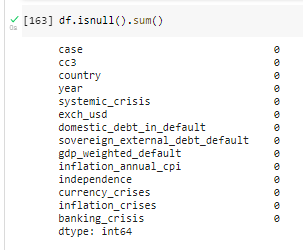 [163] df.isnull().sum()
0s
case 0
cc3 0
country 0
year 0
systemic_crisis 0
exch_usd 0
domestic_debt_in_default 0
sovereign_external_debt_default 0
gdp_weighted_default 0
inflation_annual_cpi 0
independence 0
currency_crises 0
inflation_crises 0
banking_crisis 0
dtype: int64